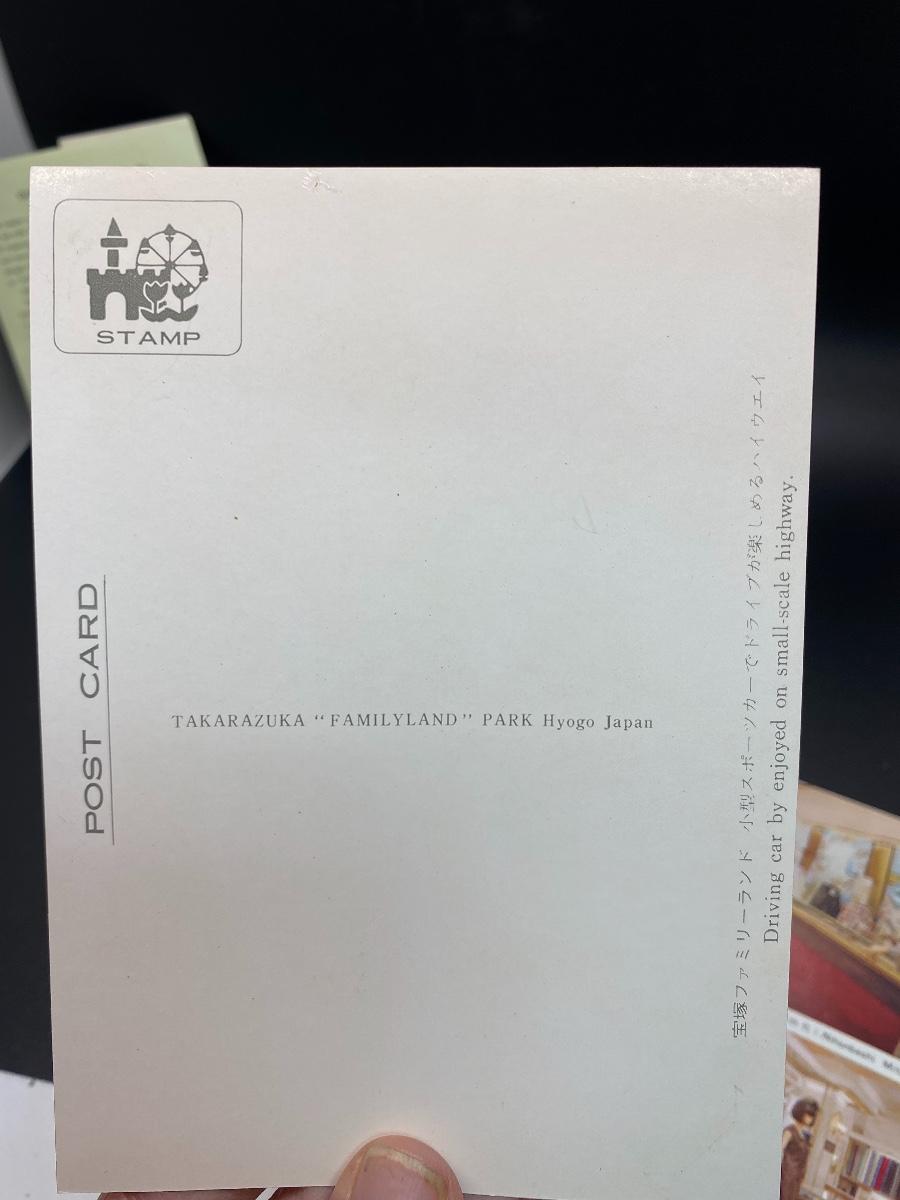 STAMP
POST CARD
TAKARAZUKA “FAMILYLAND” PARK Hyogo Japan
宝塚ファミリーランド 小型スポーツカーでドライブが楽しめるハイウエイ
Driving car by enjoyed on small-scale highway.